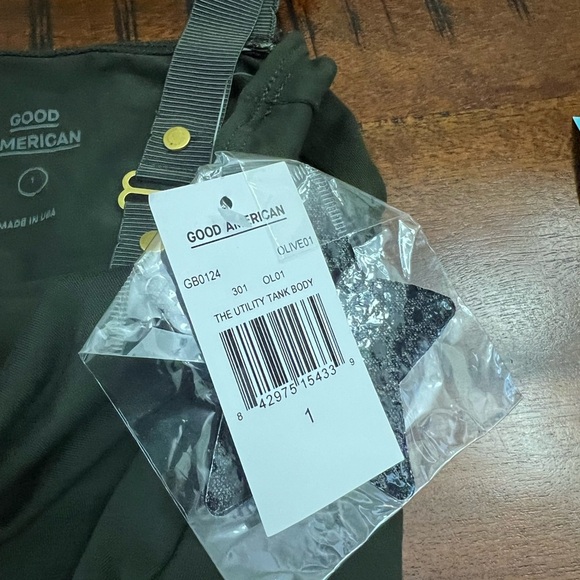 GOOD
AMERICAN
1
MADE IN USA
GOOD AMERICAN
OLIVE01
GB0124 301 OL01
THE UTILITY TANK BODY
8 42975 15433 9
1